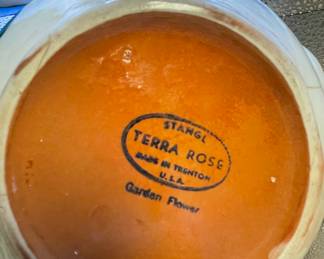 STANGL
TERRA ROSE
MADE IN TRENTON
U.S.A.
Garden Flower